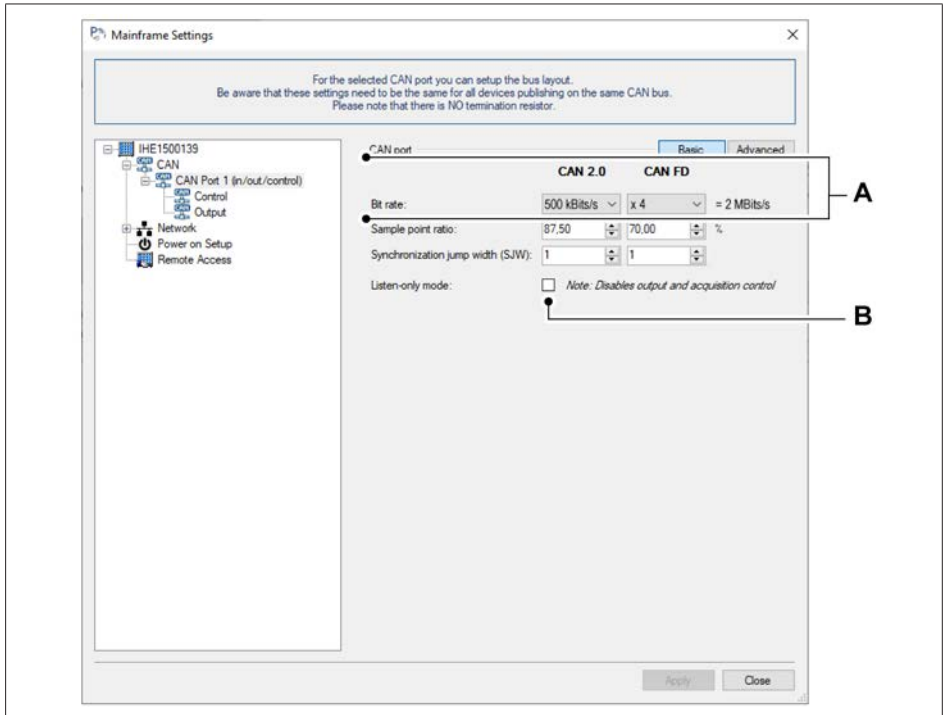 Mainframe Settings
For the selected CAN port you can setup the bus layout.
Be aware that these settings need to be the same for all devices publishing on the same CAN bus.
Please note that there is NO termination resistor.
IHE1500139
CAN
CAN Port 1 (in/out/control)
Control
Output
Network
Power on Setup
Remote Access
CAN port
Basic Advanced
CAN 2.0 CAN FD
Bit rate: 500 kBits/s x 4 = 2 MBits/s
A
Sample point ratio: 87,50 70,00 %
Synchronization jump width (SJW): 1 1
Listen-only mode: Note: Disables output and acquisition control
B
Apply Close